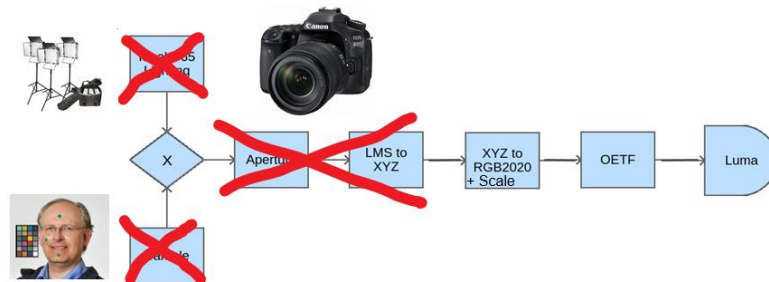 Canon
X
LMS to
XYZ
XYZ to
RGB2020
+ Scale
OETF
Luma